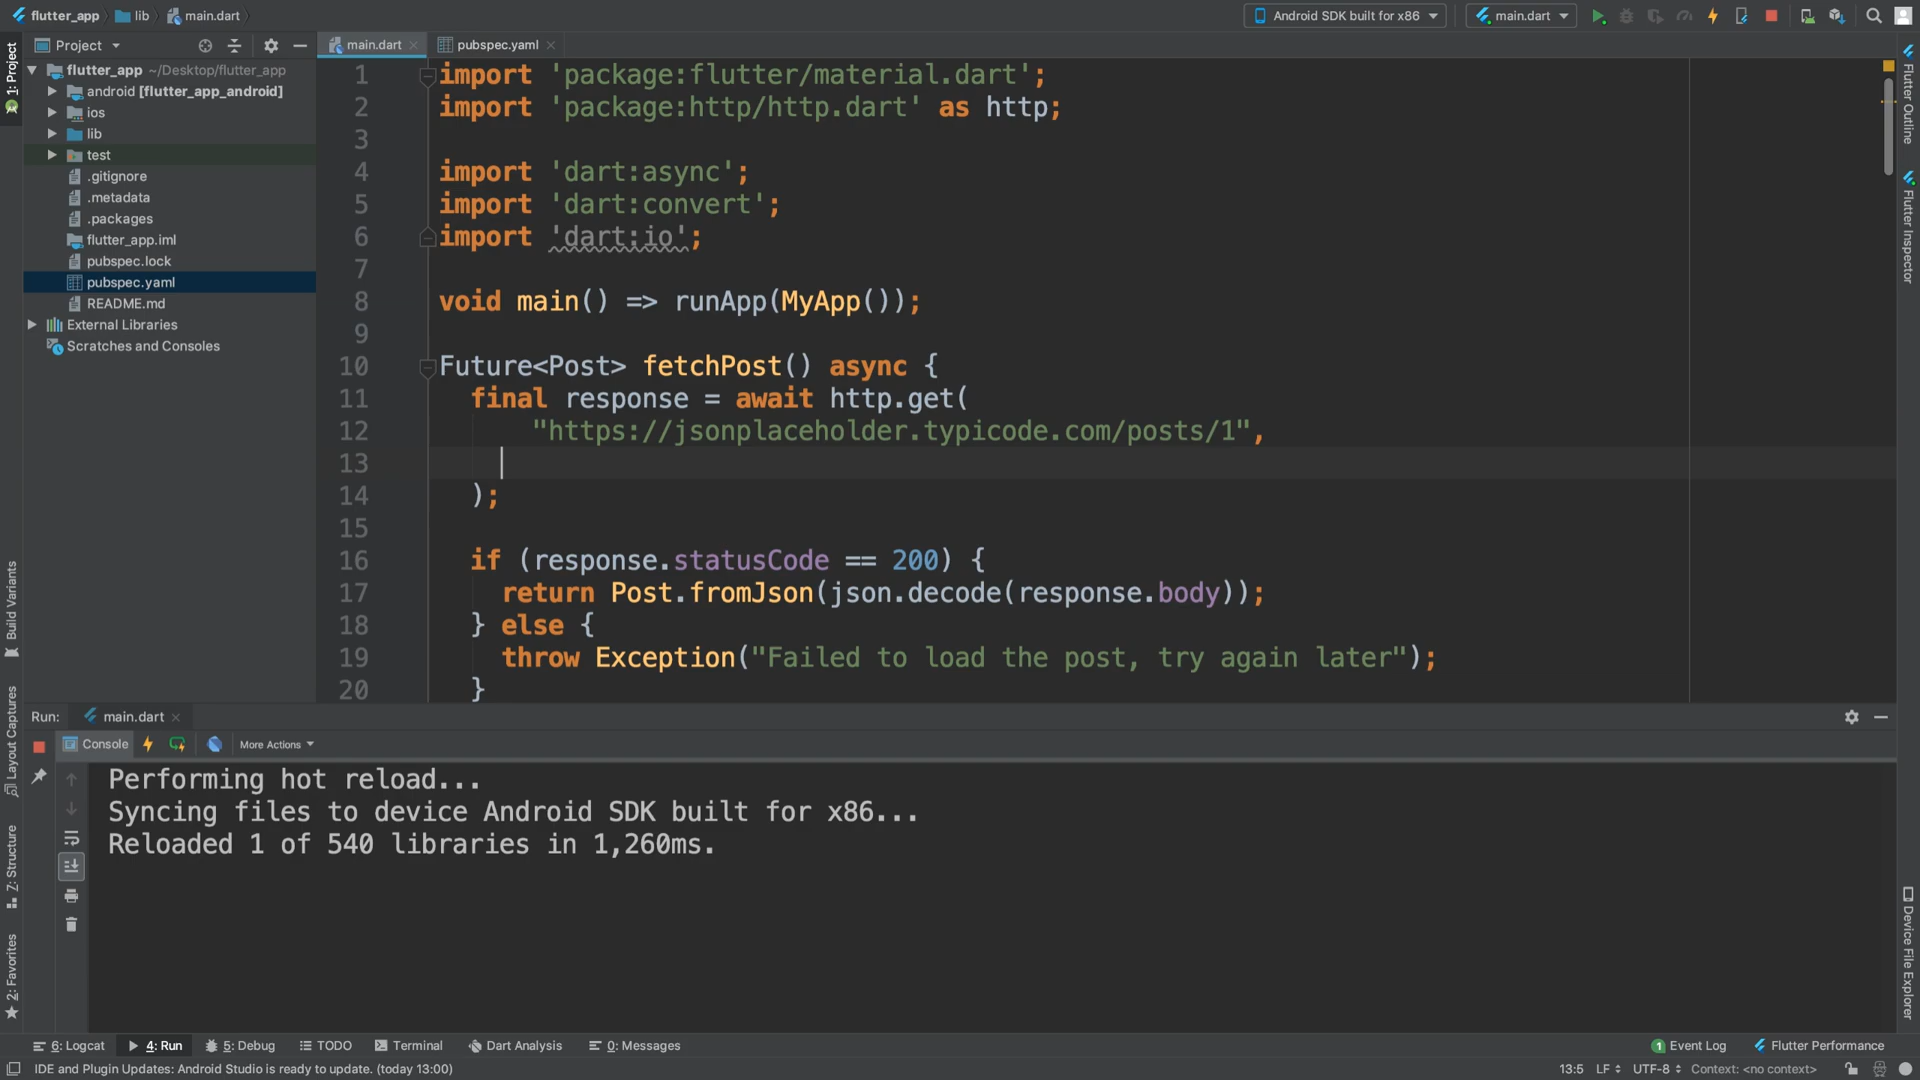 flutter_app lib main.dart
Android SDK built for x86 main.dart
Project
main.dart pubspec.yaml
flutter_app ~/Desktop/flutter_app
android [flutter_app_android]
ios
lib
test
.gitignore
.metadata
.packages
flutter_app.iml
pubspec.lock
pubspec.yaml
README.md
External Libraries
Scratches and Consoles
1: Project
Build Variants
Layout Captures
Z: Structure
2: Favorites
1 import 'package:flutter/material.dart';
2 import 'package:http/http.dart' as http;
3
4 import 'dart:async';
5 import 'dart:convert';
6 import 'dart:io';
7
8 void main() => runApp(MyApp());
9
10 Future<Post> fetchPost() async {
11 final response = await http.get(
12 "https://jsonplaceholder.typicode.com/posts/1",
13
14 );
15
16 if (response.statusCode == 200) {
17 return Post.fromJson(json.decode(response.body));
18 } else {
19 throw Exception("Failed to load the post, try again later");
20 }
Flutter Outline
Flutter Inspector
Device File Explorer
Run: main.dart
Console More Actions
Performing hot reload...
Syncing files to device Android SDK built for x86...
Reloaded 1 of 540 libraries in 1,260ms.
6: Logcat 4: Run 5: Debug TODO Terminal Dart Analysis 0: Messages 1 Event Log Flutter Performance
IDE and Plugin Updates: Android Studio is ready to update. (today 13:00) 13:5 LF UTF-8 Context: <no context>